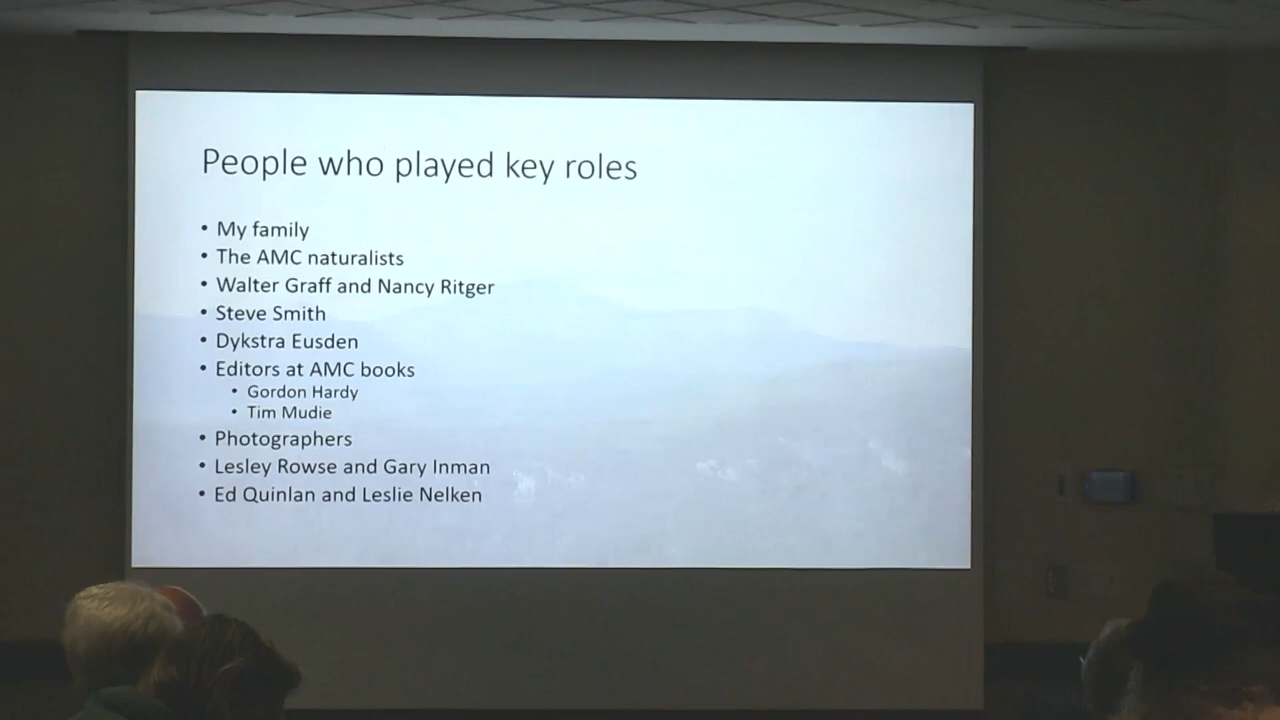 People who played key roles
• My family
• The AMC naturalists
• Walter Graff and Nancy Ritger
• Steve Smith
• Dykstra Eusden
• Editors at AMC books
• Gordon Hardy
• Tim Mudie
• Photographers
• Lesley Rowse and Gary Inman
• Ed Quinlan and Leslie Nelken